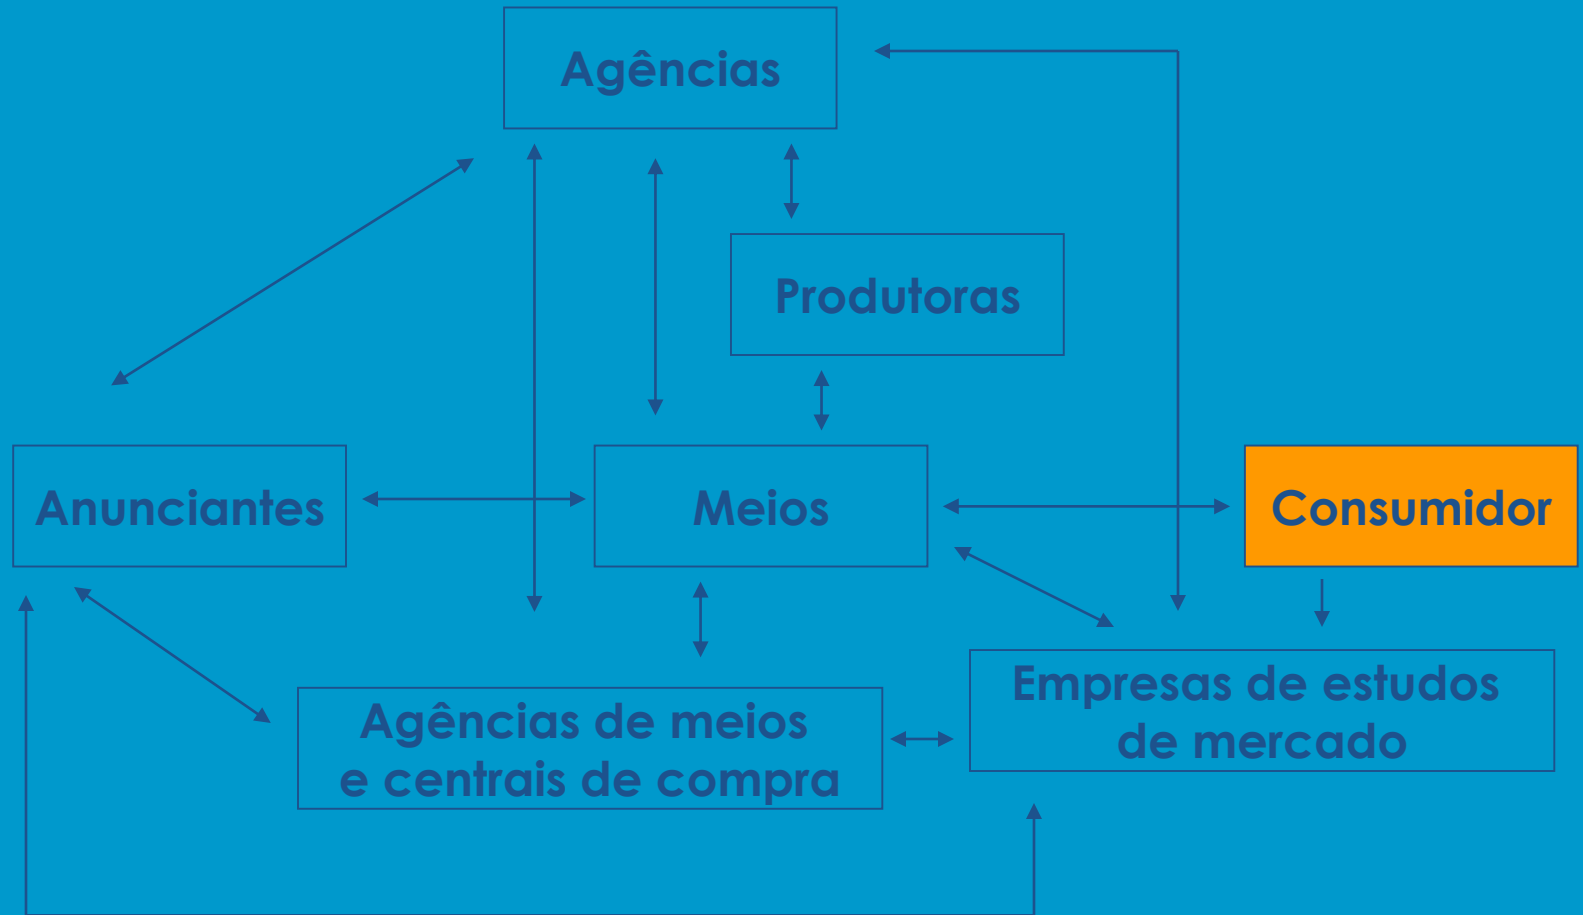 Agências
Produtoras
Anunciantes
Meios
Consumidor
Agências de meios
e centrais de compra
Empresas de estudos
de mercado